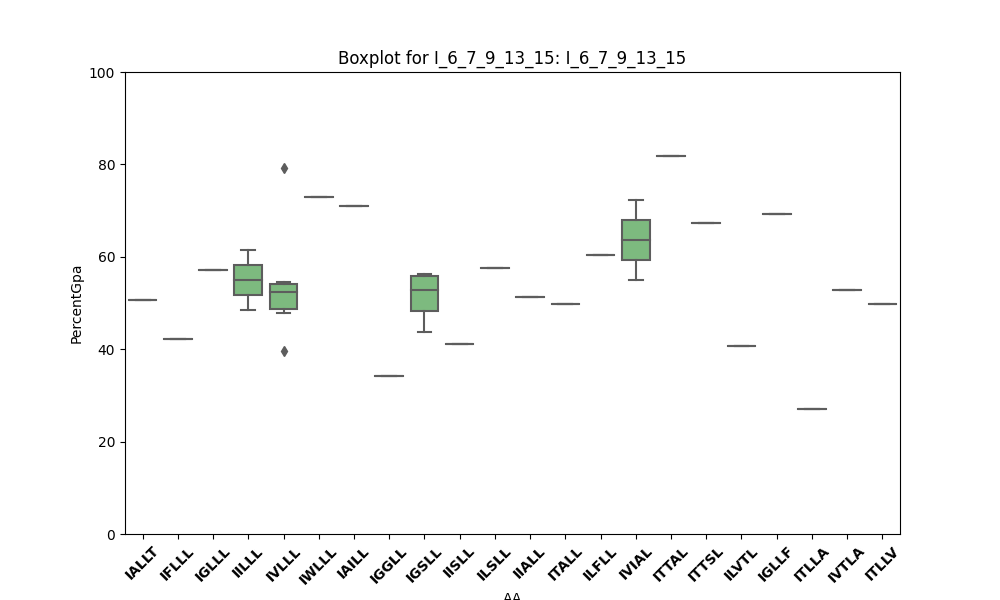 Boxplot for I_6_7_9_13_15: I_6_7_9_13_15
100
80
60
40
20
0
PercentGpa
IALLT IFLLL IGLLL IILLL IVLLL IWLLL IAILL IGGLL IGSLL IISLL ILSLL IIALL ITALL ILFLL IVIAL ITTAL ITTSL ILVTL IGLLF ITLLA IVTLA ITLLV
AA